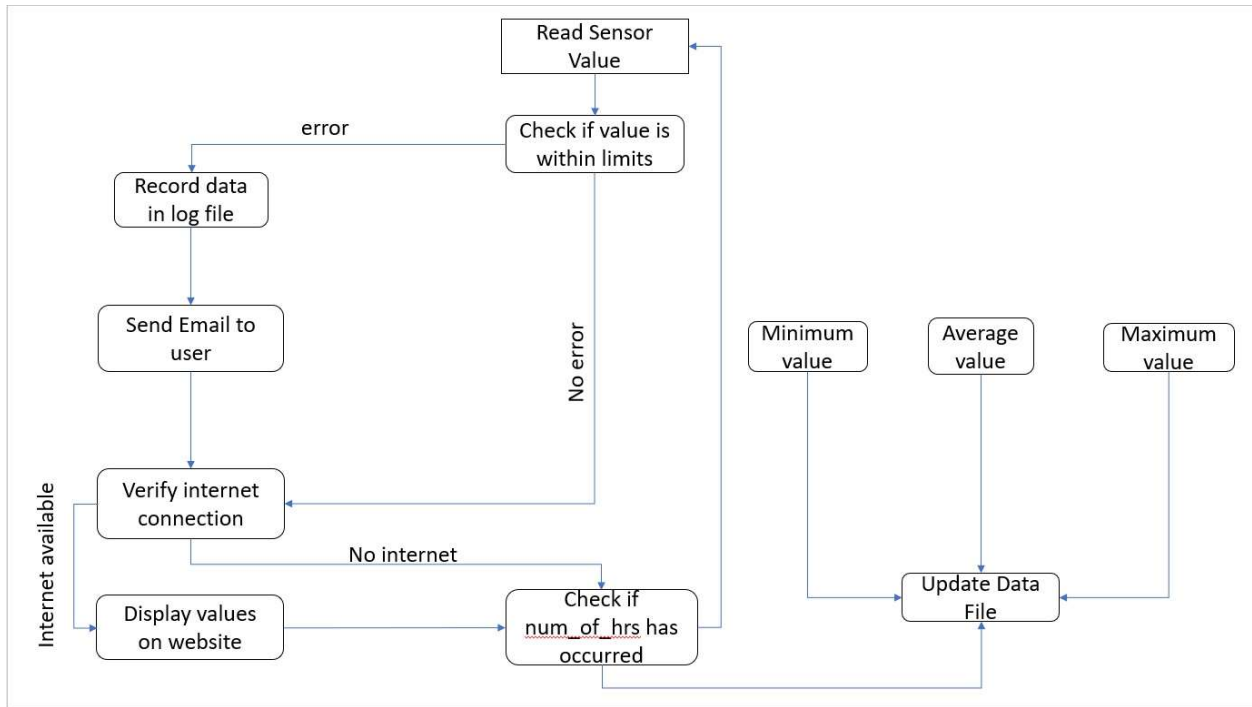 Read Sensor
Value
error
Check if value is
within limits
Record data
in log file
Send Email to
user
No error
Minimum
value
Average
value
Maximum
value
Internet available
Verify internet
connection
No internet
Display values
on website
Check if
num_of_hrs has
occurred
Update Data
File